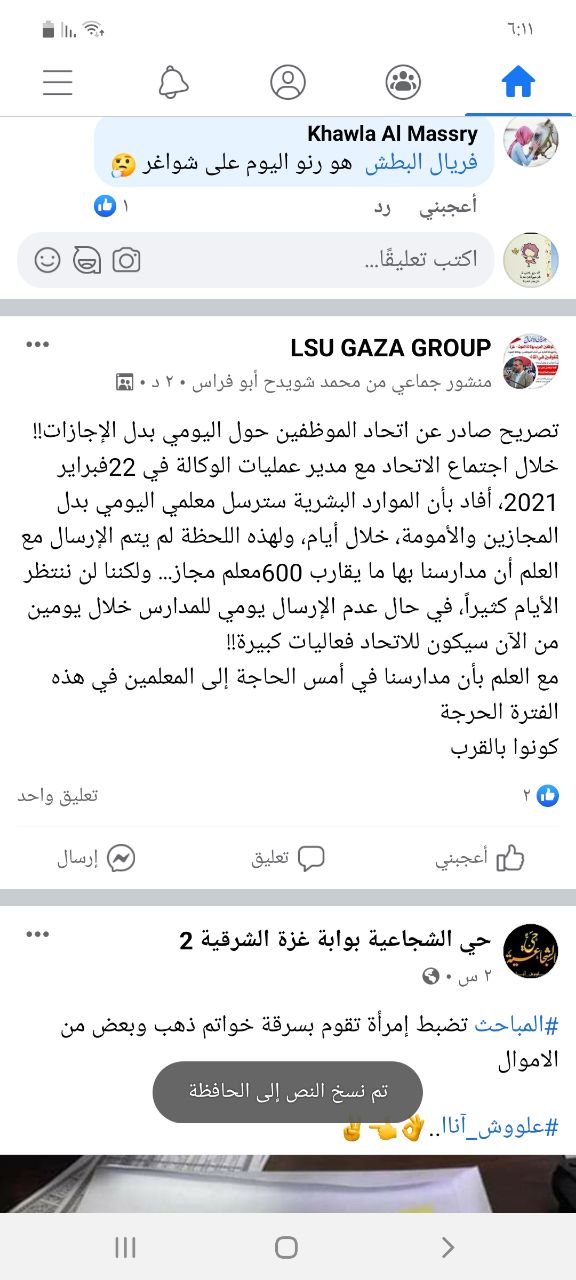 ٦:١١
Khawla Al Massry
فريال البطش هو رنو اليوم على شواغر 🤔
أعجبني رد ١
اكتب تعليقًا...
LSU GAZA GROUP
منشور جماعي من محمد شويدح أبو فراس • ٢ د •
تصريح صادر عن اتحاد الموظفين حول اليومي بدل الإجازات!!
خلال اجتماع الاتحاد مع مدير عمليات الوكالة في 22فبراير
2021، أفاد بأن الموارد البشرية سترسل معلمي اليومي بدل
المجازين والأمومة، خلال أيام، ولهذه اللحظة لم يتم الإرسال مع
العلم أن مدارسنا بها ما يقارب 600معلم مجاز... ولكننا لن ننتظر
الأيام كثيراً، في حال عدم الإرسال يومي للمدارس خلال يومين
من الآن سيكون للاتحاد فعاليات كبيرة!!
مع العلم بأن مدارسنا في أمس الحاجة إلى المعلمين في هذه
الفترة الحرجة
كونوا بالقرب
٢ تعليق واحد
أعجبني تعليق إرسال
حي الشجاعية بوابة غزة الشرقية 2
٢ س •
#المباحث تضبط إمرأة تقوم بسرقة خواتم ذهب وبعض من
الاموال
تم نسخ النص إلى الحافظة
#علووش_آناا..👌👈✌